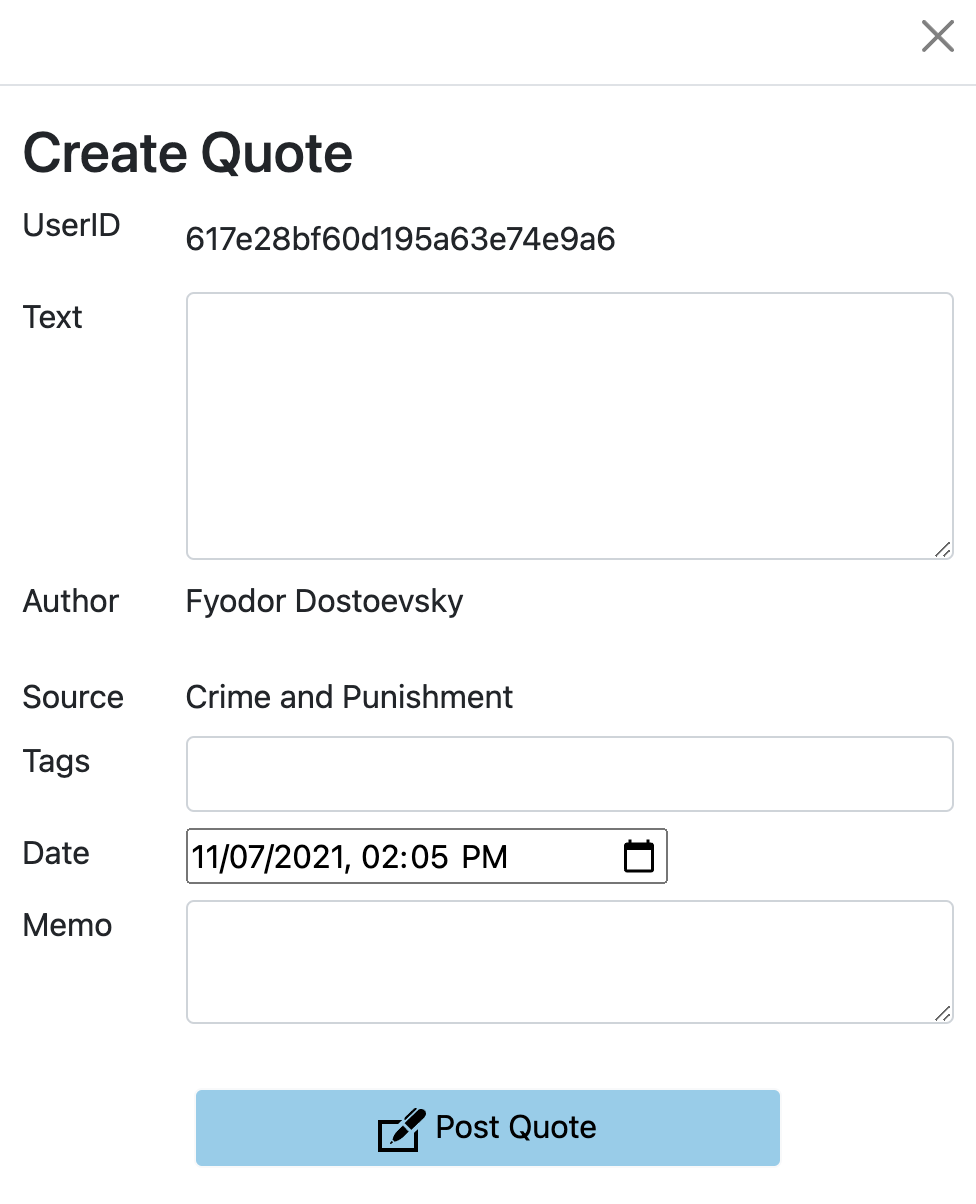 Create Quote
UserID 617e28bf60d195a63e74e9a6
Text
Author Fyodor Dostoevsky
Source Crime and Punishment
Tags
Date 11/07/2021, 02:05 PM
Memo
Post Quote